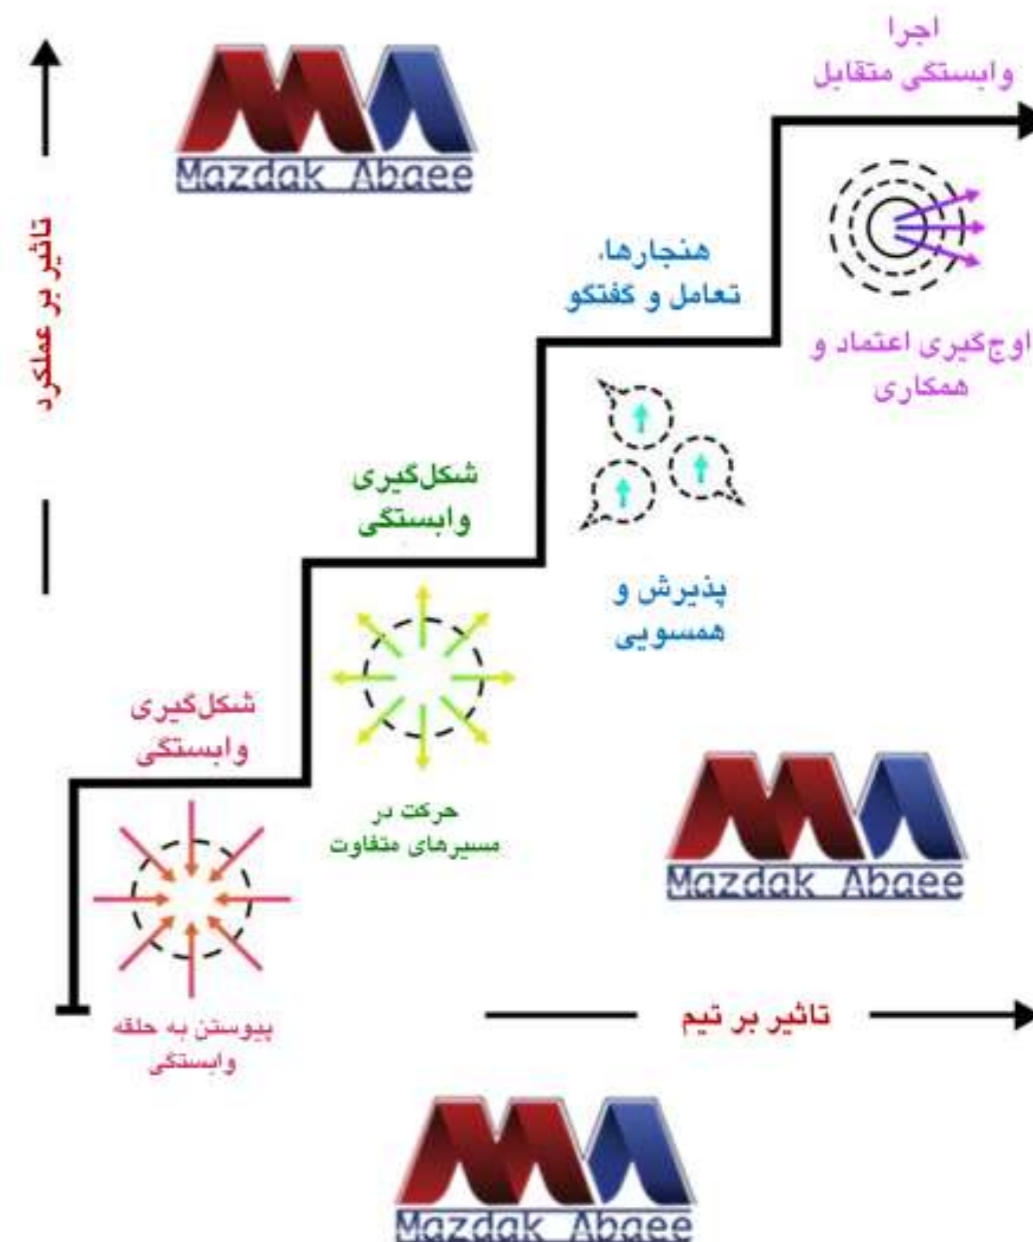 اجرا
وابستگی متقابل
Mazdak Abaee
تاثیر بر عملکرد
هنجارها،
تعامل و گفتگو
اوج‌گیری اعتماد و
همکاری
شکل‌گیری
وابستگی
پذیرش و
همسویی
شکل‌گیری
وابستگی
حرکت در
مسیرهای متفاوت
Mazdak Abaee
پیوستن به حلقه
وابستگی
تاثیر بر تیم
Mazdak Abaee